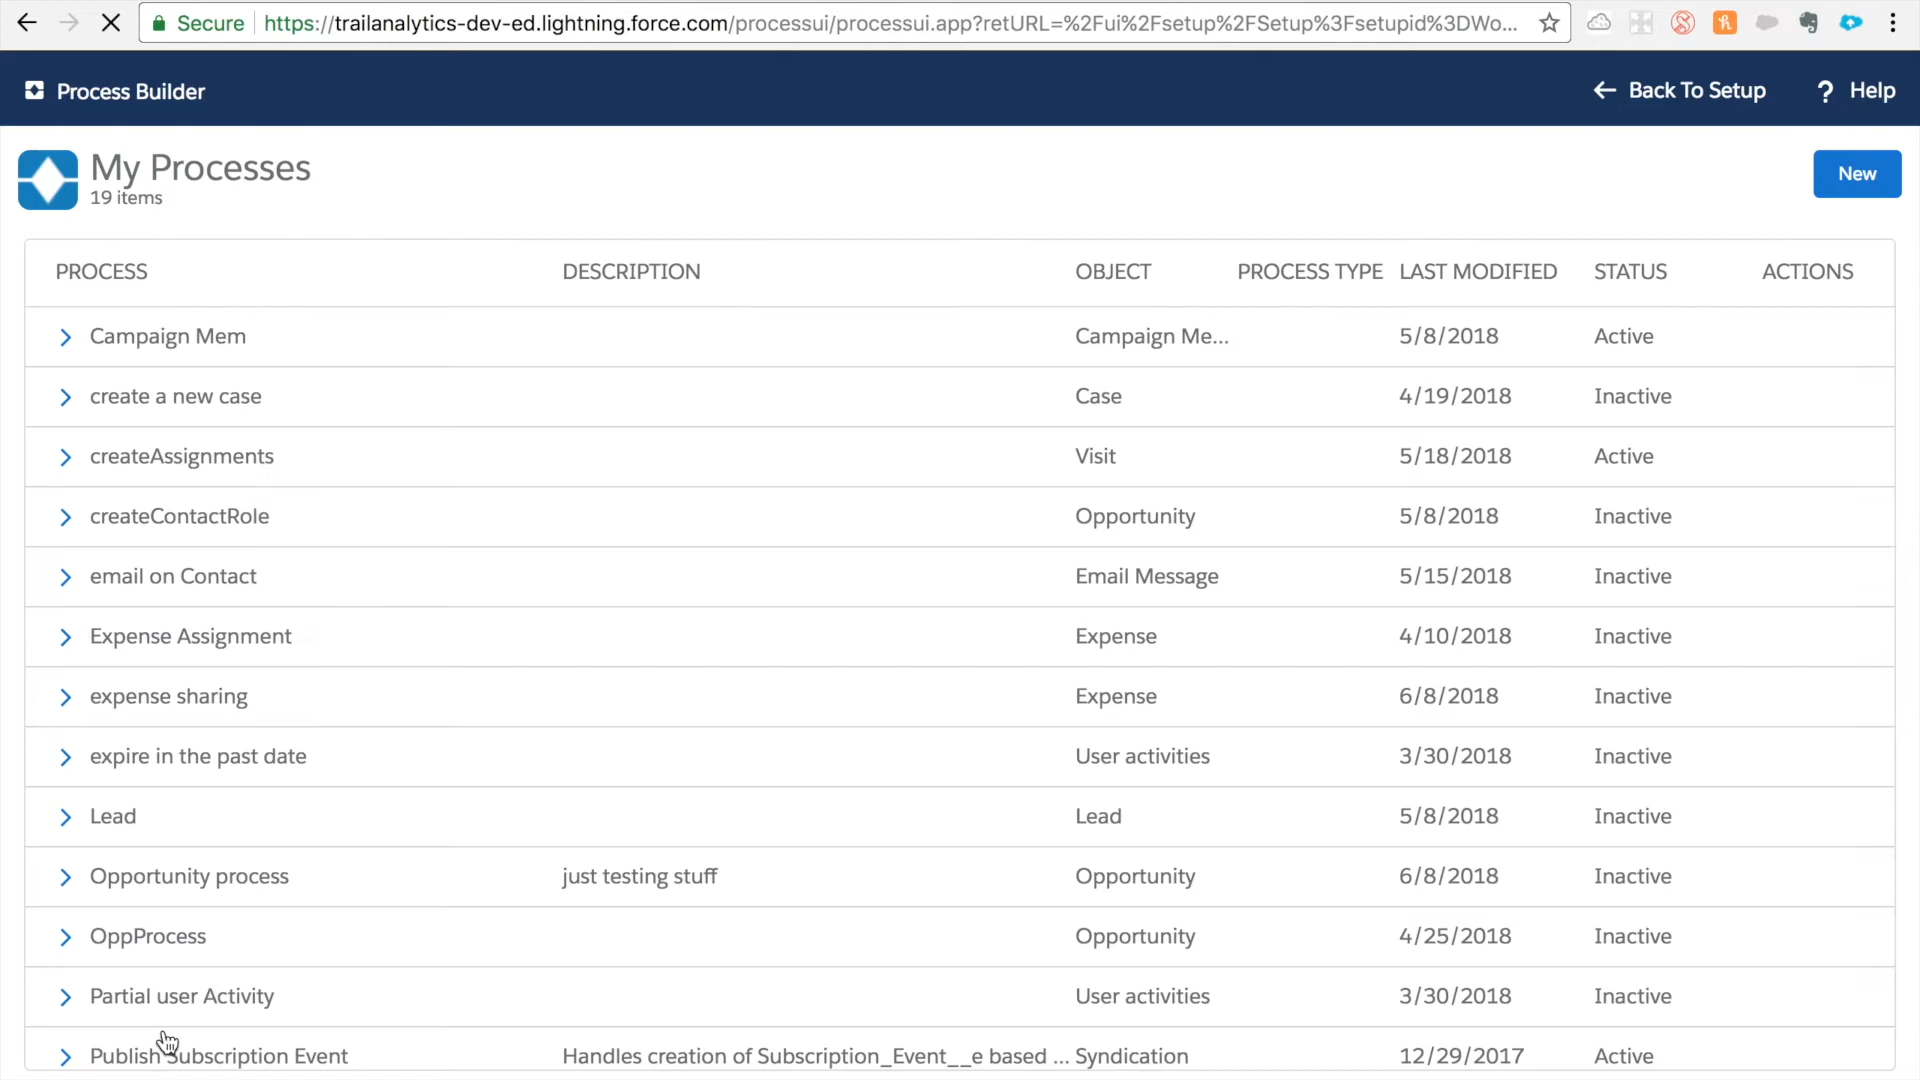 Secure https://trailanalytics-dev-ed.lightning.force.com/processui/processui.app?retURL=%2Fui%2Fsetup%2FSetup%3Fsetupid%3DWo...
Process Builder Back To Setup ? Help
My Processes
19 items
New
PROCESS DESCRIPTION OBJECT PROCESS TYPE LAST MODIFIED STATUS ACTIONS
Campaign Mem Campaign Me... 5/8/2018 Active
create a new case Case 4/19/2018 Inactive
createAssignments Visit 5/18/2018 Active
createContactRole Opportunity 5/8/2018 Inactive
email on Contact Email Message 5/15/2018 Inactive
Expense Assignment Expense 4/10/2018 Inactive
expense sharing Expense 6/8/2018 Inactive
expire in the past date User activities 3/30/2018 Inactive
Lead Lead 5/8/2018 Inactive
Opportunity process just testing stuff Opportunity 6/8/2018 Inactive
OppProcess Opportunity 4/25/2018 Inactive
Partial user Activity User activities 3/30/2018 Inactive
Publish Subscription Event Handles creation of Subscription_Event__e based ... Syndication 12/29/2017 Active